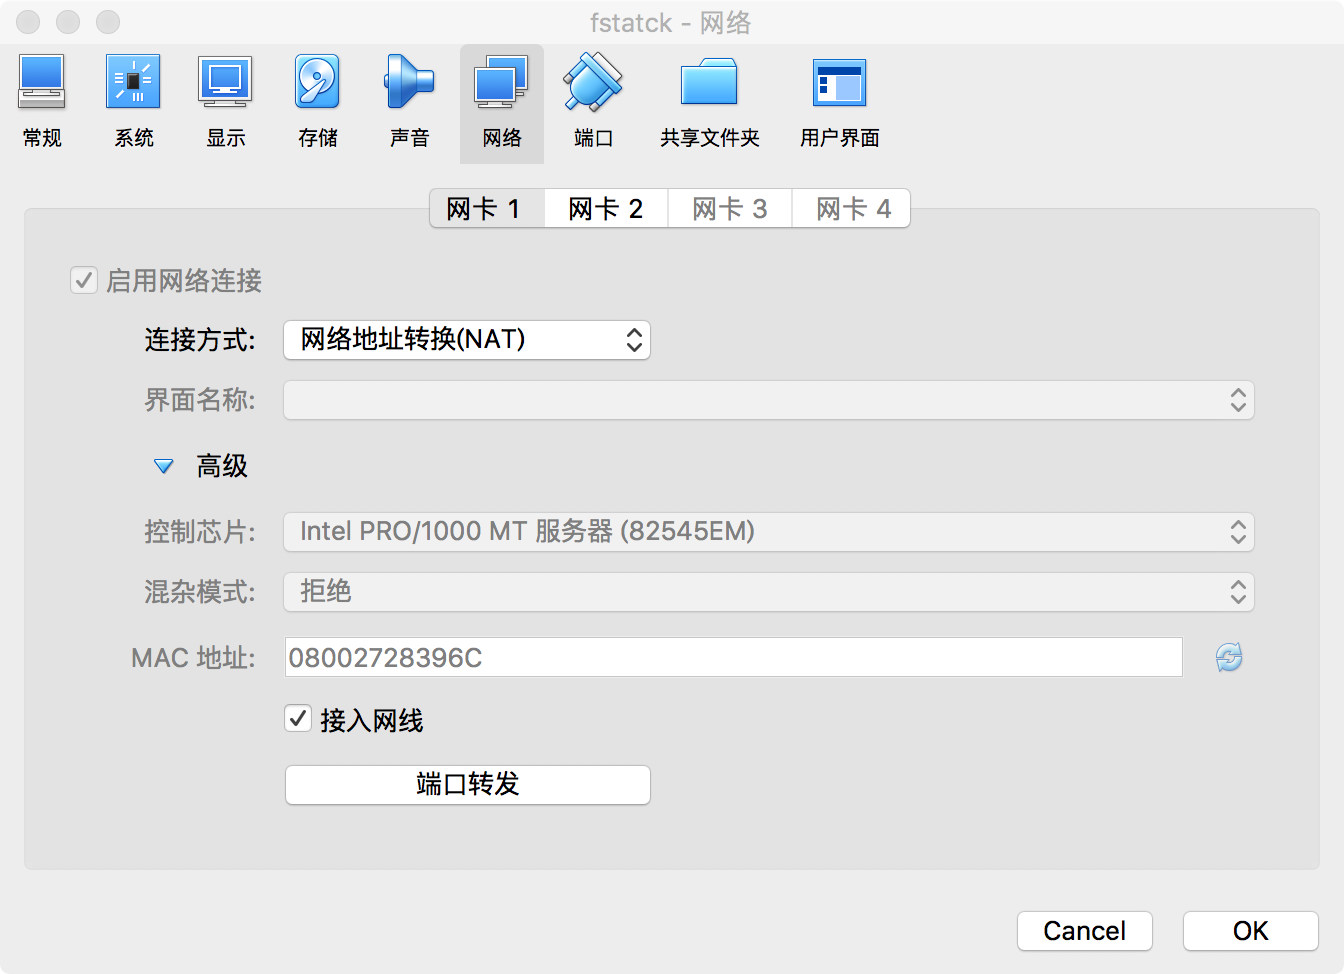 fstatck - 网络
常规 系统 显示 存储 声音 网络 端口 共享文件夹 用户界面
网卡 1 网卡 2 网卡 3 网卡 4
启用网络连接
连接方式: 网络地址转换(NAT)
界面名称:
高级
控制芯片: Intel PRO/1000 MT 服务器 (82545EM)
混杂模式: 拒绝
MAC 地址: 08002728396C
接入网线
端口转发
Cancel OK